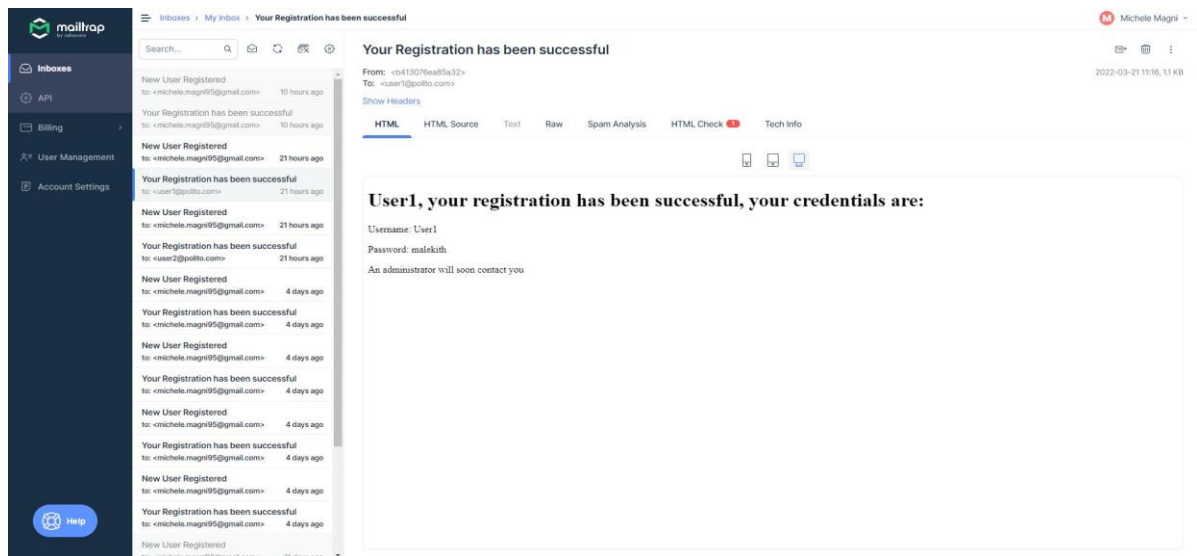 mailtrap
by railsware
Inboxes
API
Billing
User Management
Account Settings
Help
Inboxes > My Inbox > Your Registration has been successful
Michele Magni
Search...
New User Registered
to: <michele.magni95@gmail.com> 10 hours ago
Your Registration has been successful
to: <michele.magni95@gmail.com> 10 hours ago
New User Registered
to: <michele.magni95@gmail.com> 21 hours ago
Your Registration has been successful
to: <user1@polito.com> 21 hours ago
New User Registered
to: <michele.magni95@gmail.com> 21 hours ago
Your Registration has been successful
to: <user2@polito.com> 21 hours ago
New User Registered
to: <michele.magni95@gmail.com> 4 days ago
Your Registration has been successful
to: <michele.magni95@gmail.com> 4 days ago
New User Registered
to: <michele.magni95@gmail.com> 4 days ago
Your Registration has been successful
to: <michele.magni95@gmail.com> 4 days ago
New User Registered
to: <michele.magni95@gmail.com> 4 days ago
Your Registration has been successful
to: <michele.magni95@gmail.com> 4 days ago
New User Registered
to: <michele.magni95@gmail.com> 4 days ago
Your Registration has been successful
to: <michele.magni95@gmail.com> 4 days ago
New User Registered
Your Registration has been successful
From: <b413076ea85a32> 2022-03-21 11:16, 1.1 KB
To: <user1@polito.com>
Show Headers
HTML HTML Source Text Raw Spam Analysis HTML Check 1 Tech Info
User1, your registration has been successful, your credentials are:
Username: User1
Password: malekith
An administrator will soon contact you